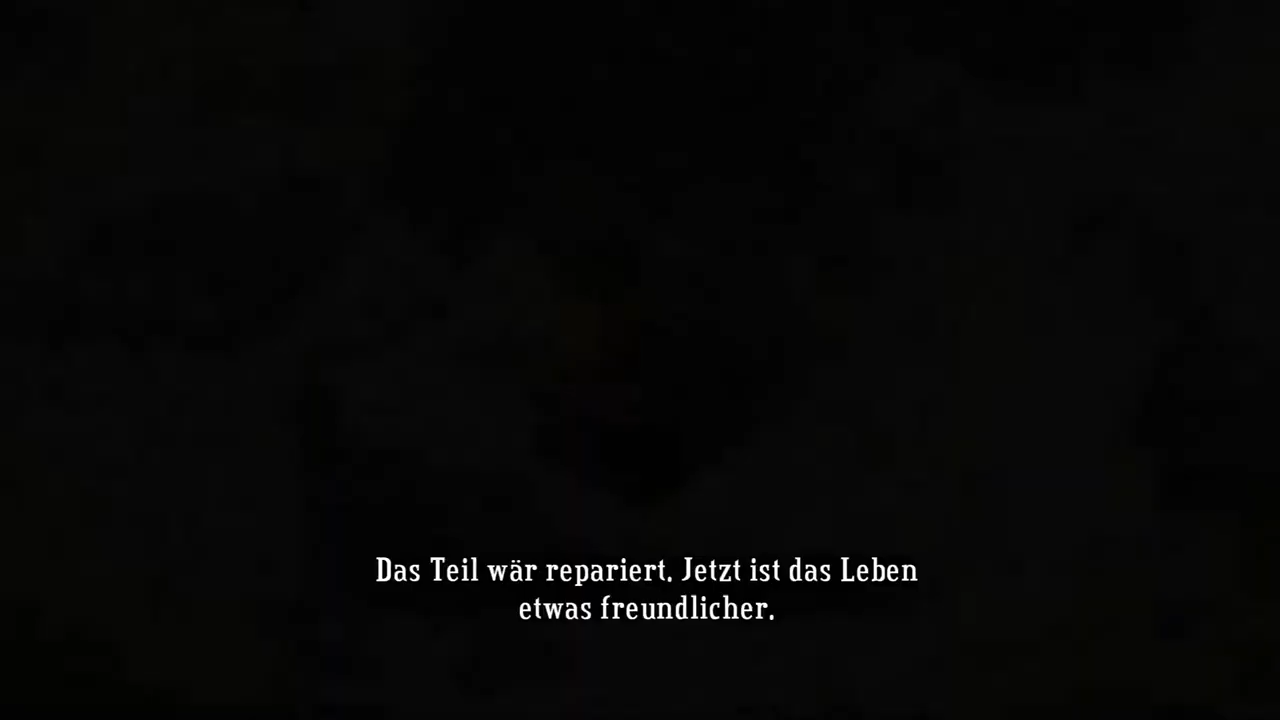 Das Teil wär repariert. Jetzt ist das Leben
etwas freundlicher.